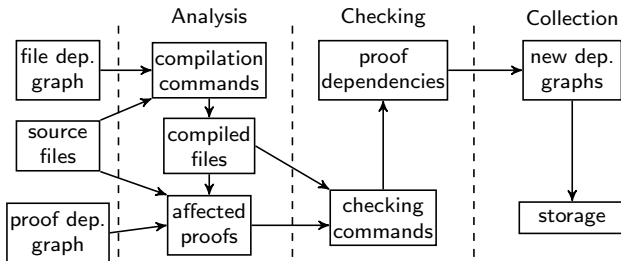 Analysis
Checking
Collection
file dep.
graph
compilation
commands
proof
dependencies
new dep.
graphs
source
files
compiled
files
proof dep.
graph
affected
proofs
checking
commands
storage